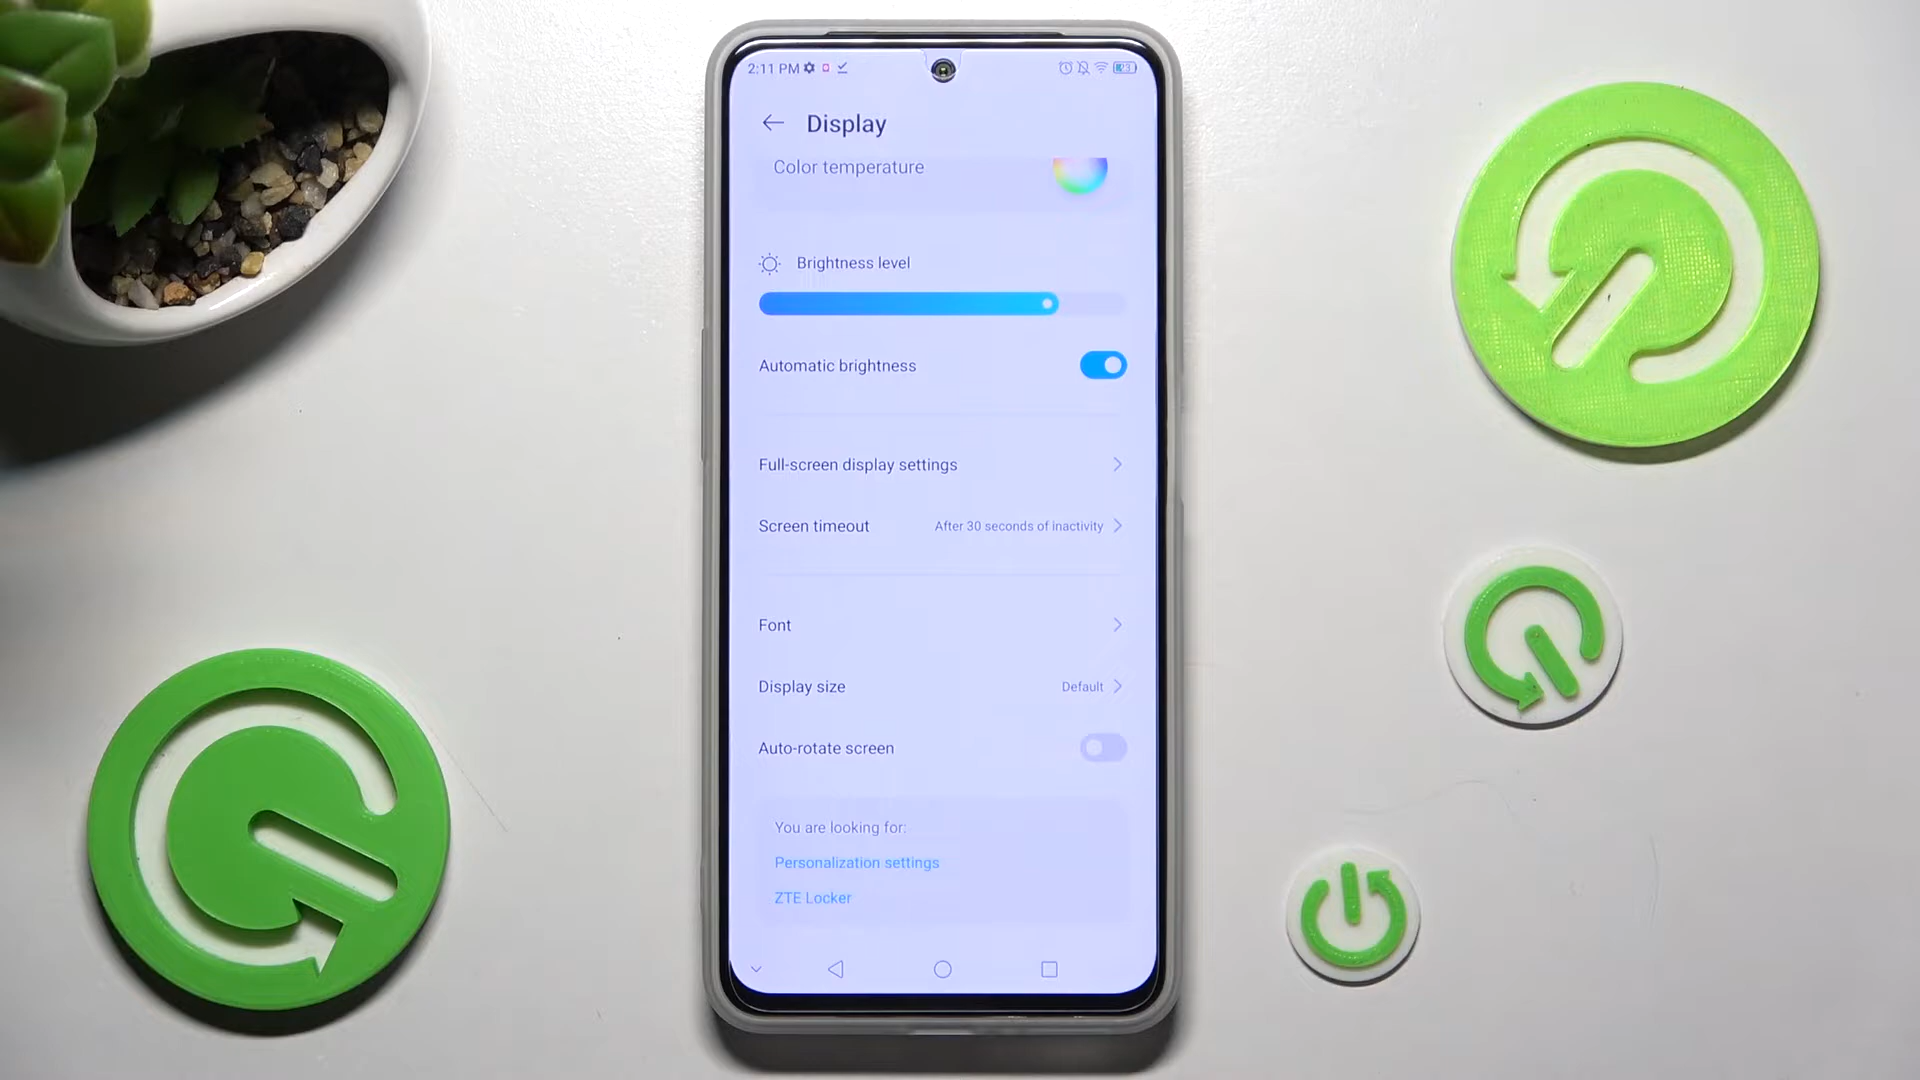 2:11 PM
Display
Color temperature
Brightness level
Automatic brightness
Full-screen display settings
Screen timeout After 30 seconds of inactivity
Font
Display size Default
Auto-rotate screen
You are looking for:
Personalization settings
ZTE Locker